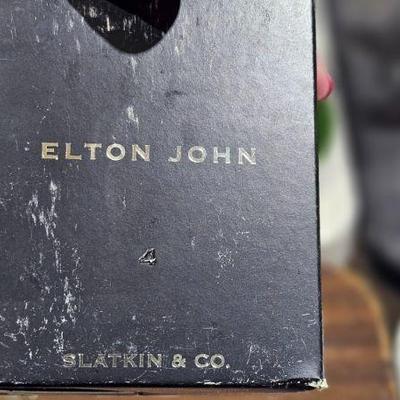 ELTON JOHN
4
SLATKIN & CO.